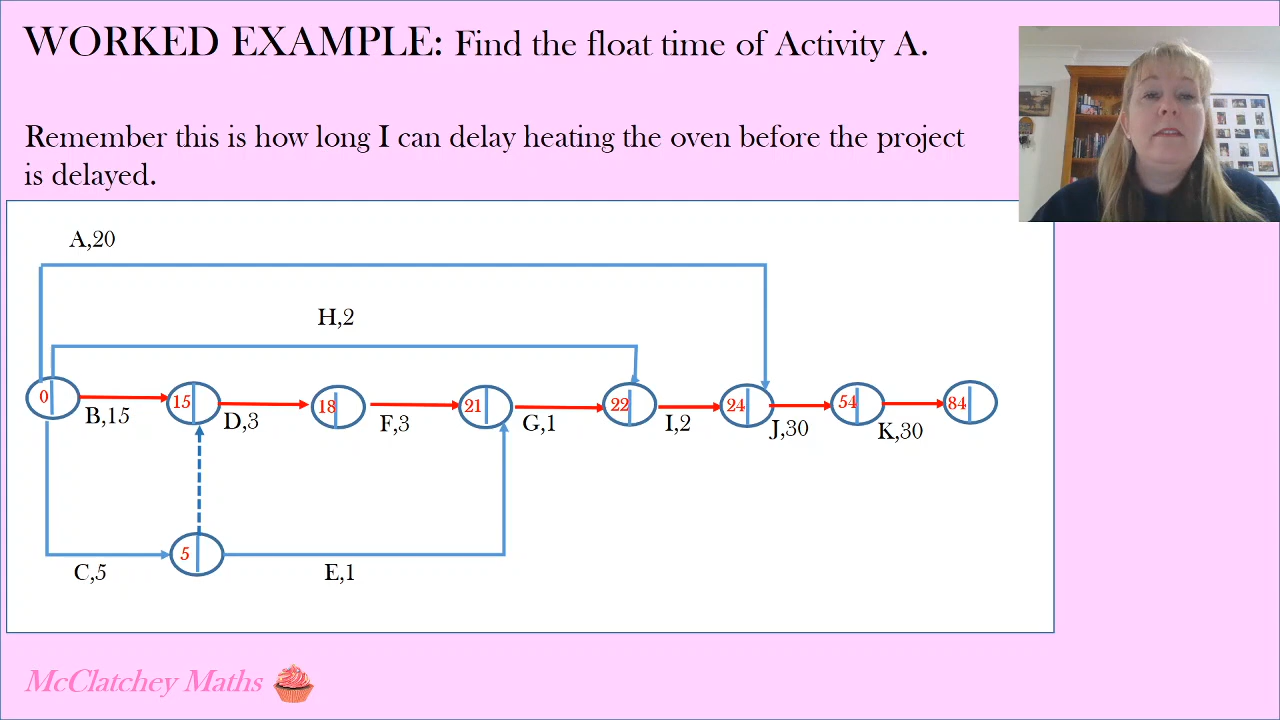 WORKED EXAMPLE: Find the float time of Activity A.
Remember this is how long I can delay heating the oven before the project
is delayed.
A,20
H,2
0
B,15
15
D,3
18
F,3
21
G,1
22
I,2
24
J,30
54
K,30
84
5
C,5
E,1
McClatchey Maths